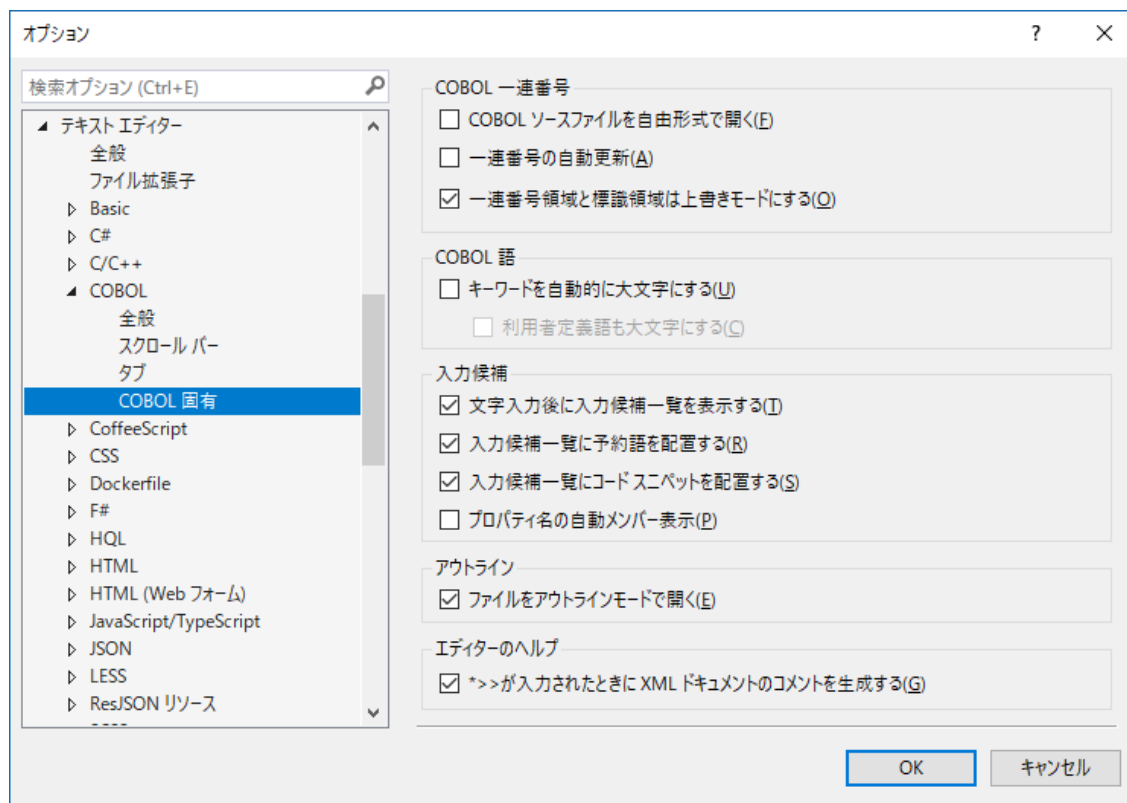 オプション
?
検索オプション (Ctrl+E)
テキスト エディター
全般
ファイル拡張子
Basic
C#
C/C++
COBOL
全般
スクロール バー
タブ
COBOL 固有
CoffeeScript
CSS
Dockerfile
F#
HQL
HTML
HTML (Web フォーム)
JavaScript/TypeScript
JSON
LESS
ResJSON リソース
COBOL 一連番号
COBOL ソースファイルを自由形式で開く(F)
一連番号の自動更新(A)
一連番号領域と標識領域は上書きモードにする(O)
COBOL 語
キーワードを自動的に大文字にする(U)
利用者定義語も大文字にする(C)
入力候補
文字入力後に入力候補一覧を表示する(T)
入力候補一覧に予約語を配置する(R)
入力候補一覧にコード スニペットを配置する(S)
プロパティ名の自動メンバー表示(P)
アウトライン
ファイルをアウトラインモードで開く(E)
エディターのヘルプ
*>>が入力されたときに XML ドキュメントのコメントを生成する(G)
OK
キャンセル